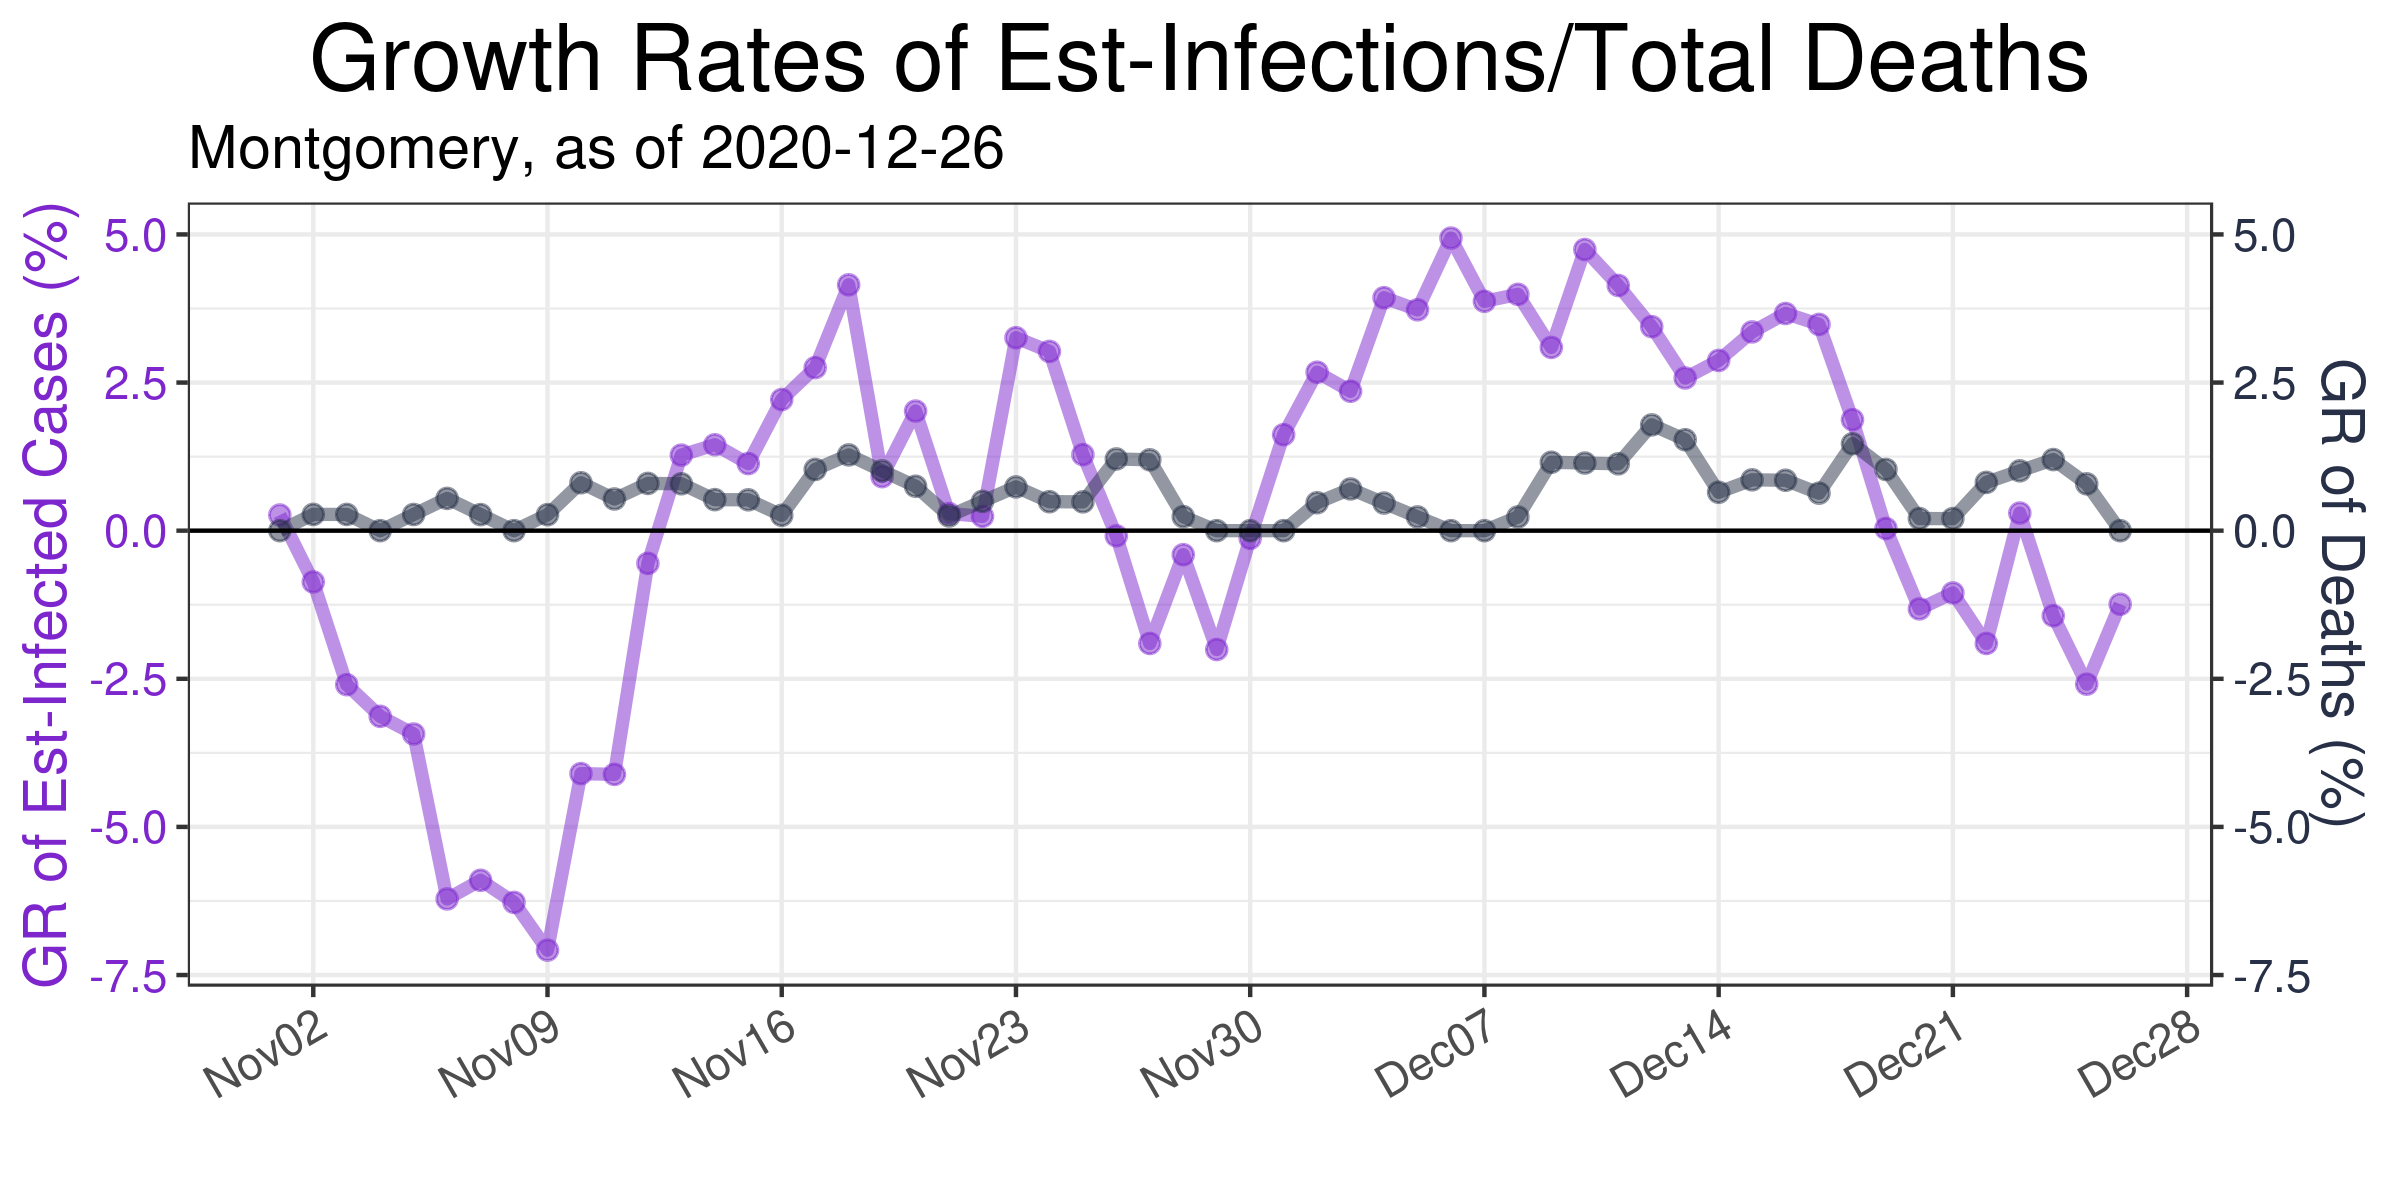 Growth Rates of Est-Infections/Total Deaths
Montgomery, as of 2020-12-26
GR of Est-Infected Cases (%)
5.0
2.5
0.0
-2.5
-5.0
-7.5
5.0
2.5
0.0
-2.5
-5.0
-7.5
GR of Deaths (%)
Nov02
Nov09
Nov16
Nov23
Nov30
Dec07
Dec14
Dec21
Dec28